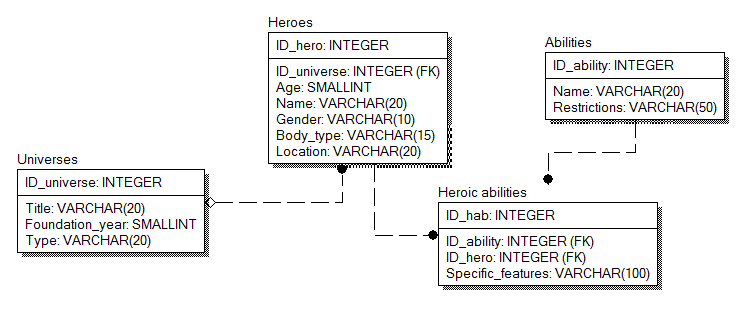 Heroes
ID_hero: INTEGER
ID_universe: INTEGER (FK)
Age: SMALLINT
Name: VARCHAR(20)
Gender: VARCHAR(10)
Body_type: VARCHAR(15)
Location: VARCHAR(20)
Abilities
ID_ability: INTEGER
Name: VARCHAR(20)
Restrictions: VARCHAR(50)
Universes
ID_universe: INTEGER
Title: VARCHAR(20)
Foundation_year: SMALLINT
Type: VARCHAR(20)
Heroic abilities
ID_hab: INTEGER
ID_ability: INTEGER (FK)
ID_hero: INTEGER (FK)
Specific_features: VARCHAR(100)